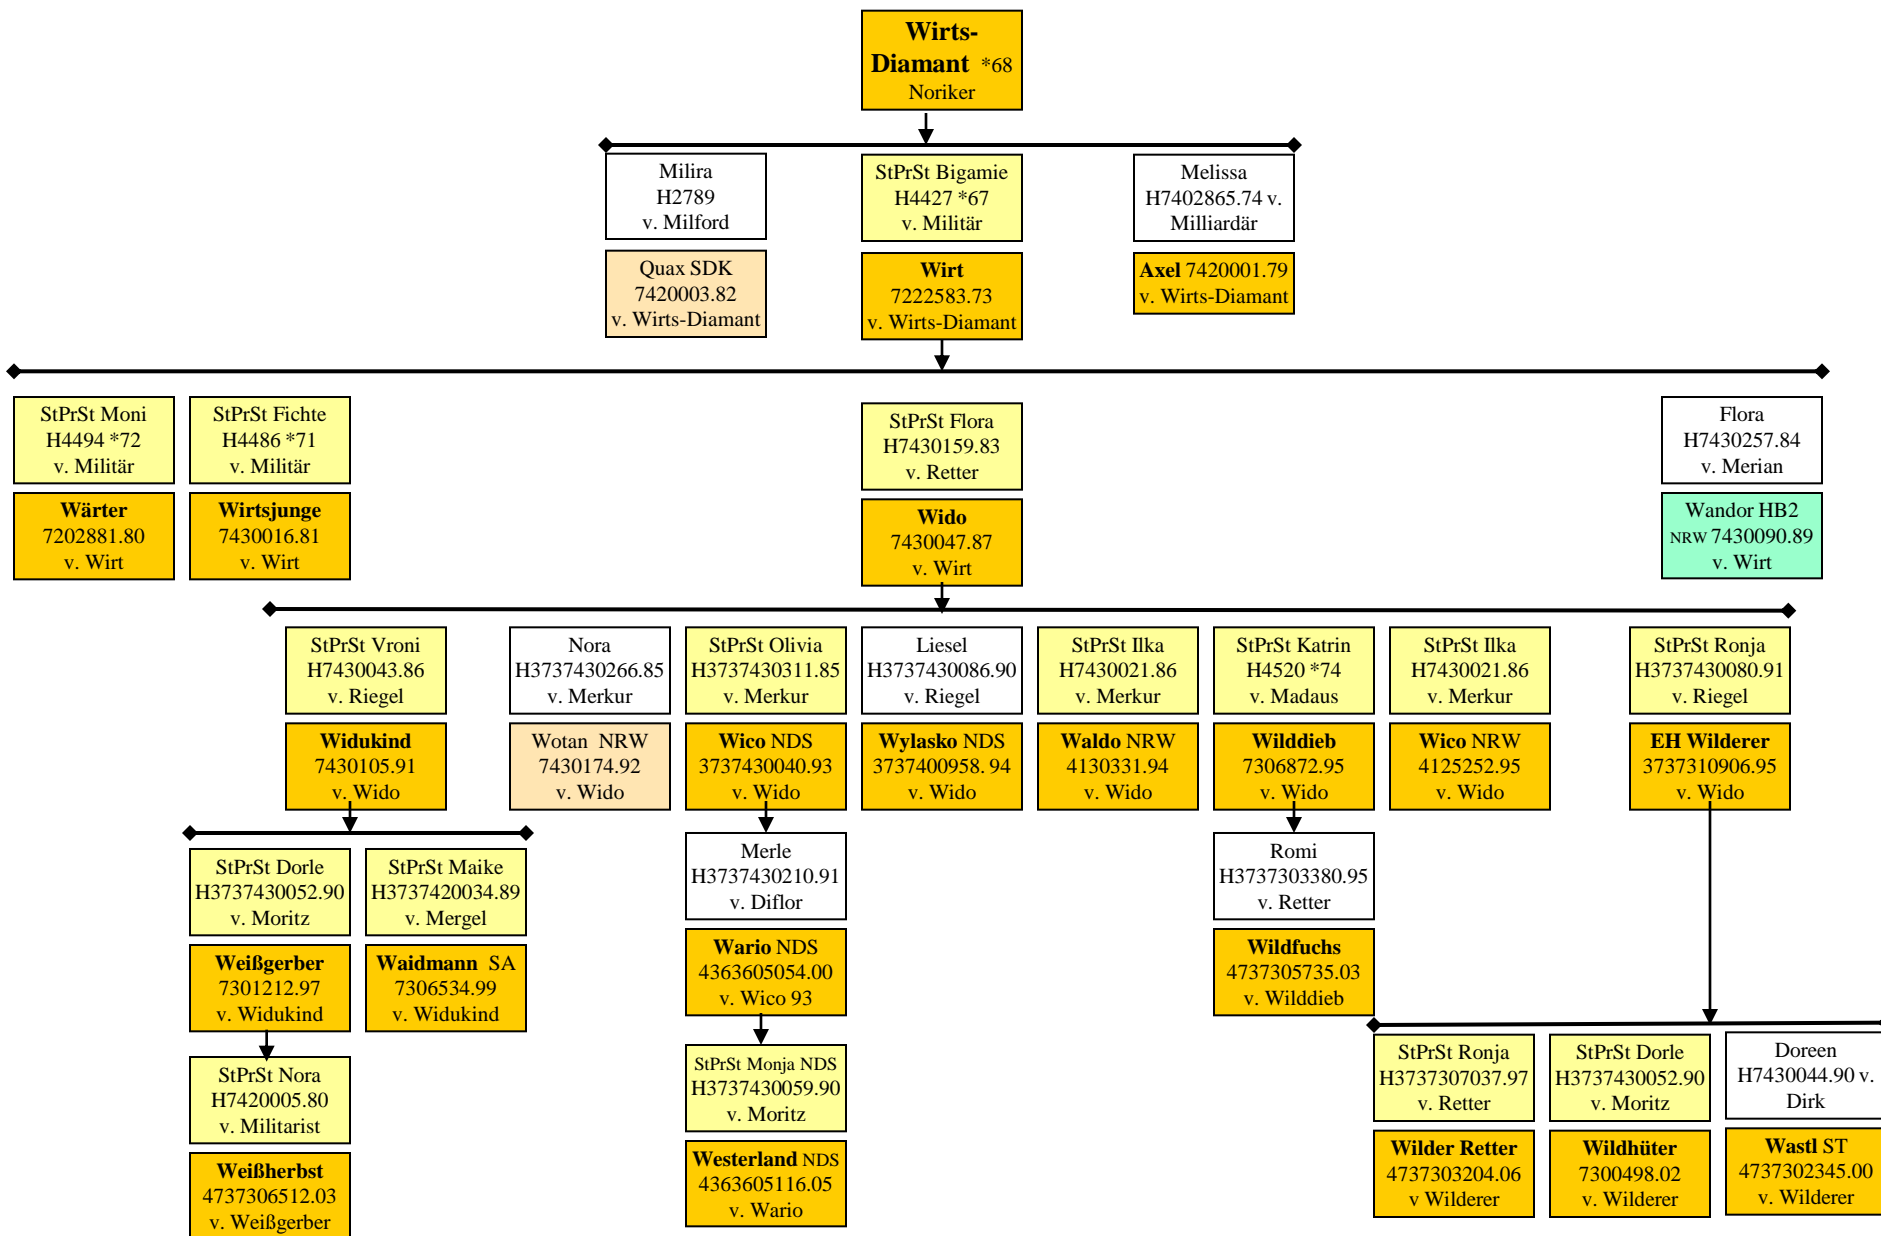 Wirts-
Diamant *68
Noriker
Milira
H2789
v. Milford
StPrSt Bigamie
H4427 *67
v. Militär
Melissa
H7402865.74 v.
Milliardär
Quax SDK
7420003.82
v. Wirts-Diamant
Wirt
7222583.73
v. Wirts-Diamant
Axel 7420001.79
v. Wirts-Diamant
StPrSt Moni
H4494 *72
v. Militär
StPrSt Fichte
H4486 *71
v. Militär
StPrSt Flora
H7430159.83
v. Retter
Flora
H7430257.84
v. Merian
Wärter
7202881.80
v. Wirt
Wirtsjunge
7430016.81
v. Wirt
Wido
7430047.87
v. Wirt
Wandor HB2
NRW 7430090.89
v. Wirt
StPrSt Vroni
H7430043.86
v. Riegel
Nora
H3737430266.85
v. Merkur
StPrSt Olivia
H3737430311.85
v. Merkur
Liesel
H3737430086.90
v. Riegel
StPrSt Ilka
H7430021.86
v. Merkur
StPrSt Katrin
H4520 *74
v. Madaus
StPrSt Ilka
H7430021.86
v. Merkur
StPrSt Ronja
H3737430080.91
v. Riegel
Widukind
7430105.91
v. Wido
Wotan NRW
7430174.92
v. Wido
Wico NDS
3737430040.93
v. Wido
Wylasko NDS
3737400958. 94
v. Wido
Waldo NRW
4130331.94
v. Wido
Wilddieb
7306872.95
v. Wido
Wico NRW
4125252.95
v. Wido
EH Wilderer
3737310906.95
v. Wido
StPrSt Dorle
H3737430052.90
v. Moritz
StPrSt Maike
H3737420034.89
v. Mergel
Merle
H3737430210.91
v. Diflor
Romi
H3737303380.95
v. Retter
Weißgerber
7301212.97
v. Widukind
Waidmann SA
7306534.99
v. Widukind
Wario NDS
4363605054.00
v. Wico 93
Wildfuchs
4737305735.03
v. Wilddieb
StPrSt Nora
H7420005.80
v. Militarist
StPrSt Monja NDS
H3737430059.90
v. Moritz
StPrSt Ronja
H3737307037.97
v. Retter
StPrSt Dorle
H3737430052.90
v. Moritz
Doreen
H7430044.90 v.
Dirk
Weißherbst
4737306512.03
v. Weißgerber
Westerland NDS
4363605116.05
v. Wario
Wilder Retter
4737303204.06
v Wilderer
Wildhüter
7300498.02
v. Wilderer
Wastl ST
4737302345.00
v. Wilderer